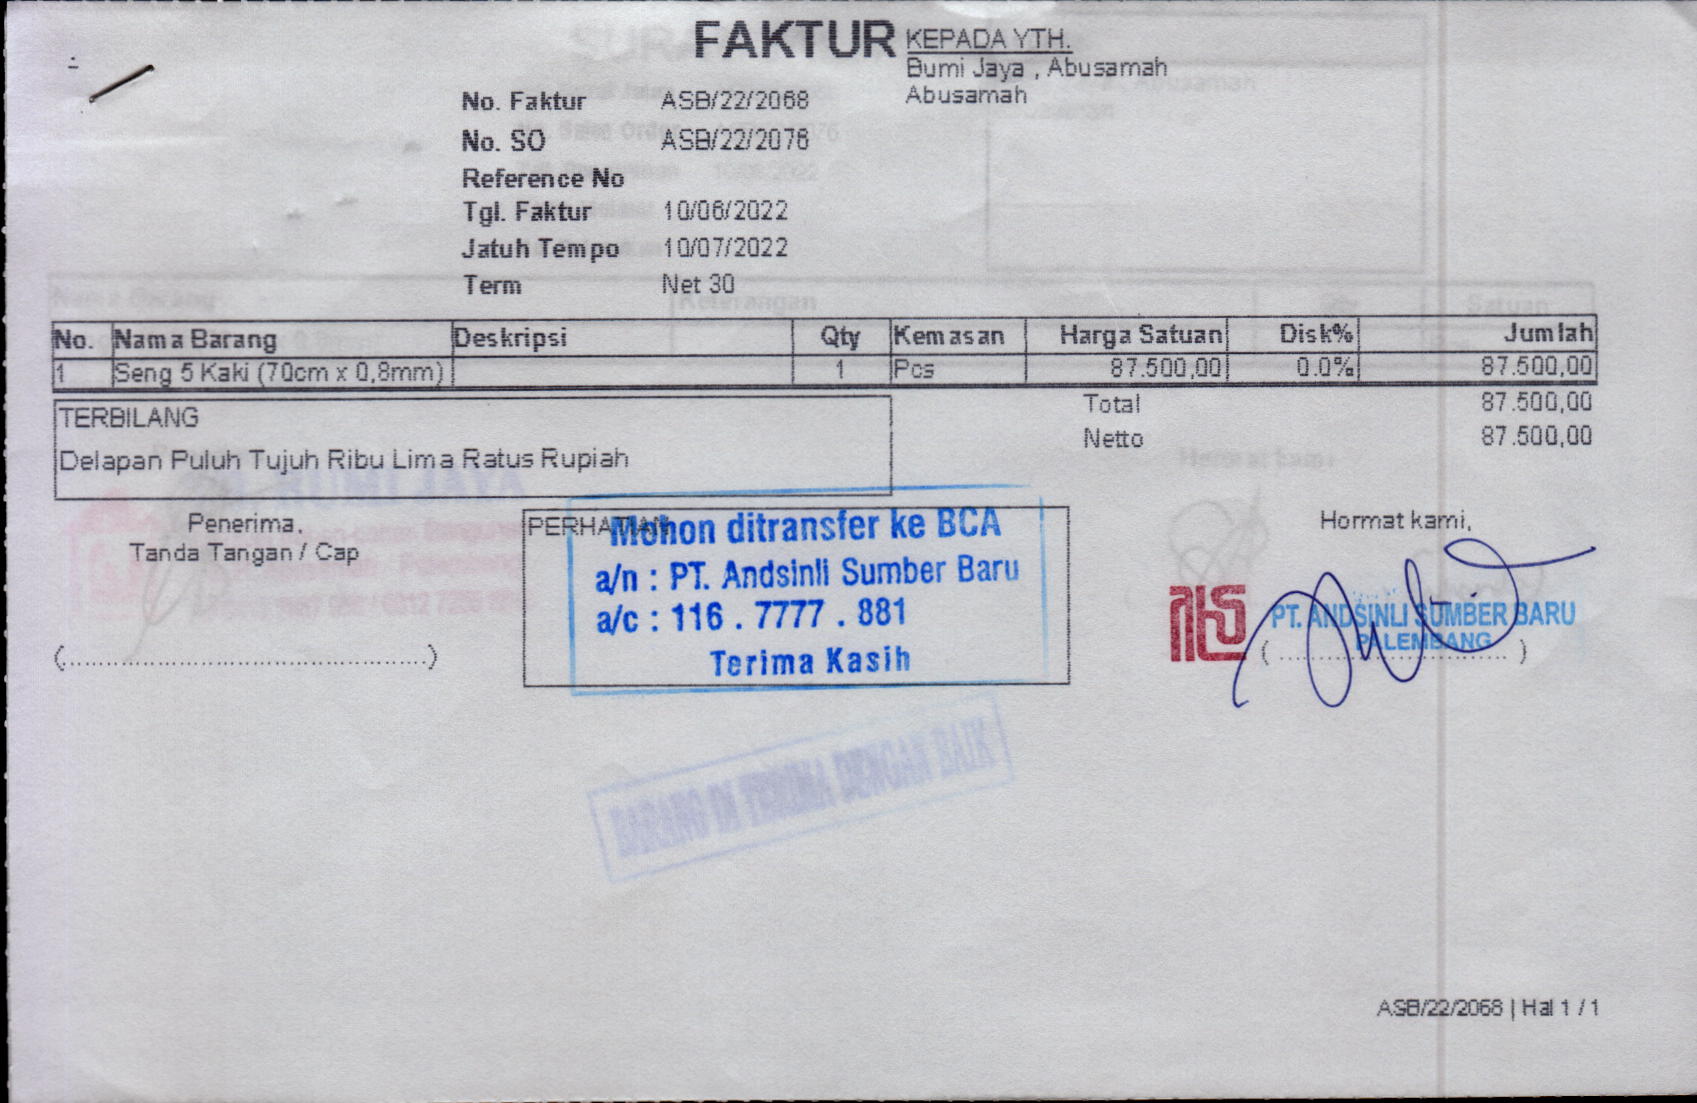 FAKTUR
KEPADA YTH.
Bumi Jaya , Abusamah
Abusamah
No. Faktur ASB/22/2068
No. SO ASB/22/2076
Reference No
Tgl. Faktur 10/06/2022
Jatuh Tempo 10/07/2022
Term Net 30
No. Nama Barang Deskripsi Qty Kemasan Harga Satuan Disk% Jumlah
1 Seng 5 Kaki (70cm x 0,8mm) 1 Pcs 87.500,00 0.0% 87.500,00
Total 87.500,00
Netto 87.500,00
TERBILANG
Delapan Puluh Tujuh Ribu Lima Ratus Rupiah
Penerima,
Tanda Tangan / Cap
(..............................................)
PERHATIAN
Mohon ditransfer ke BCA
a/n : PT. Andsinli Sumber Baru
a/c : 116 . 7777 . 881
Terima Kasih
Hormat kami,
PT. ANDSINLI SUMBER BARU
PALEMBANG
BARANG DI TERIMA DENGAN BAIK
ASB/22/2068 | Hal 1 / 1